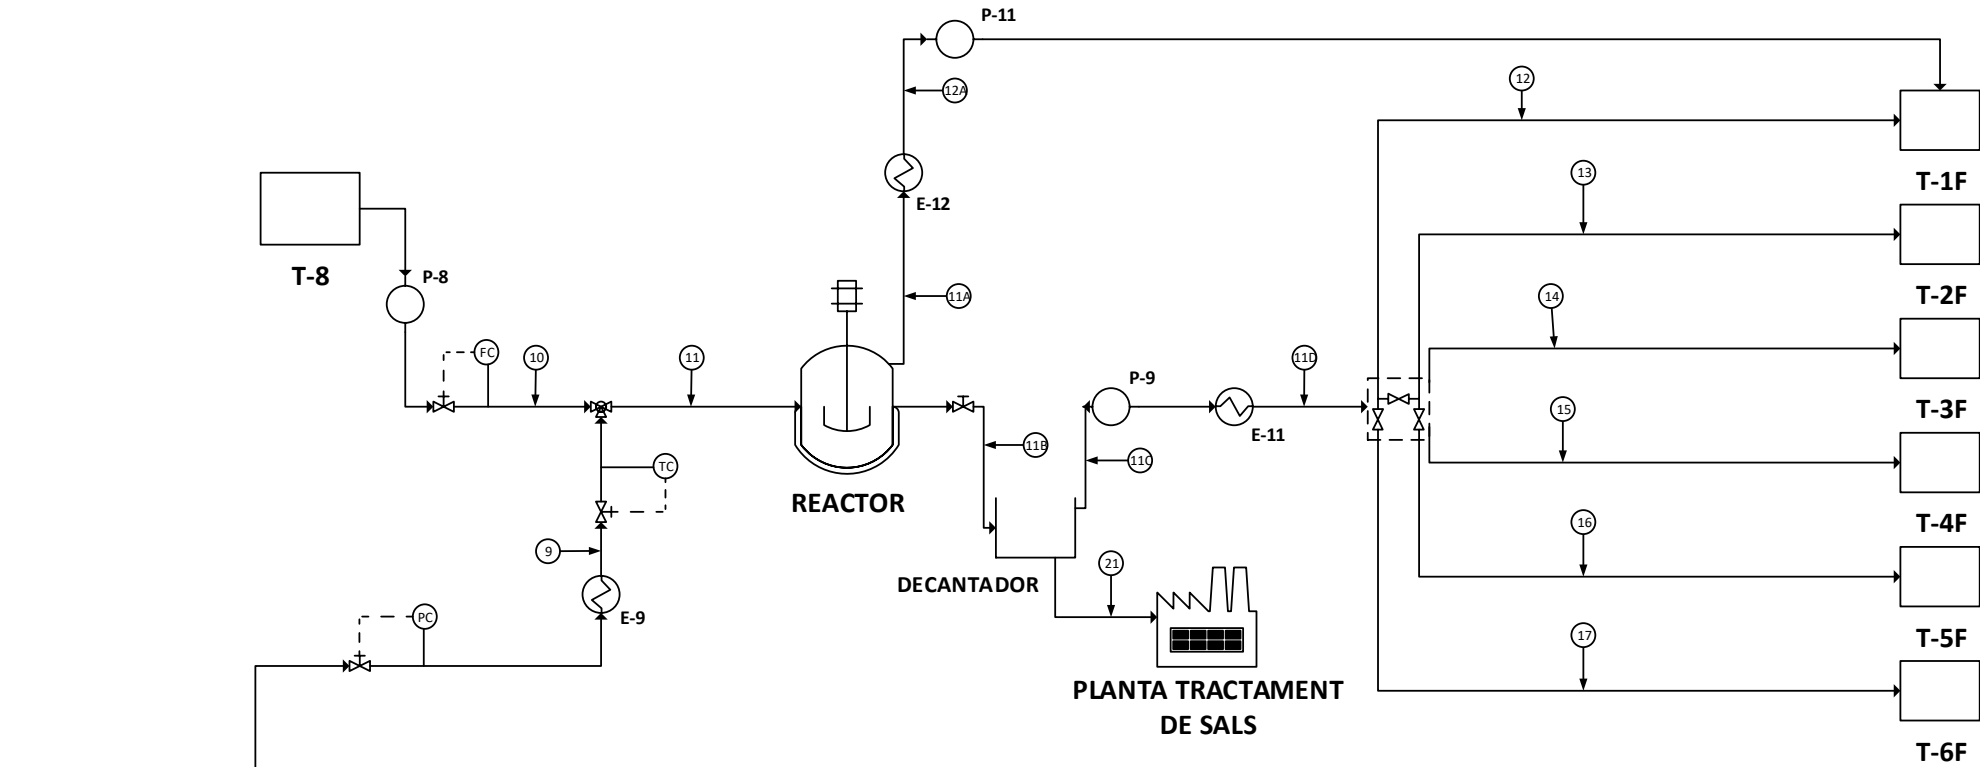 P-11
12
12A
13
T-1F
E-12
T-8
P-8
14
T-2F
11A
FC
10
11
11D
P-9
T-3F
15
E-11
11B
11C
TC
REACTOR
T-4F
16
9
21
DECANTADOR
PC
E-9
T-5F
17
PLANTA TRACTAMENT
DE SALS
T-6F